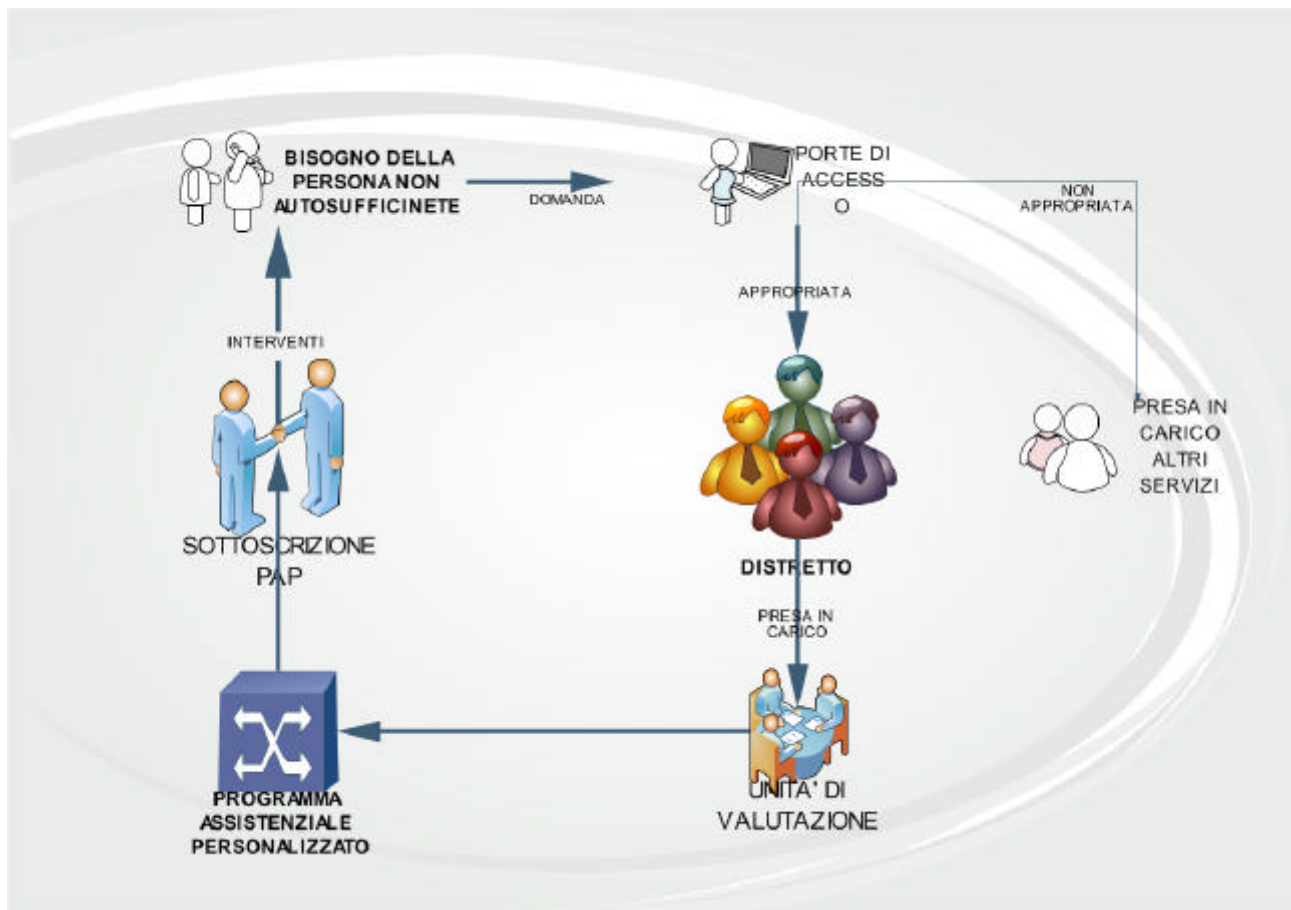 BISOGNO DELLA
PERSONA NON
AUTOSUFFICINETE
DOMANDA
PORTE DI
ACCESS
O
NON
APPROPRIATA
APPROPRIATA
INTERVENTI
PRESA IN
CARICO
ALTRI
SERVIZI
SOTTOSCRIZIONE
PAP
DISTRETTO
PRESA IN
CARICO
UNITA' DI
VALUTAZIONE
PROGRAMMA
ASSISTENZIALE
PERSONALIZZATO